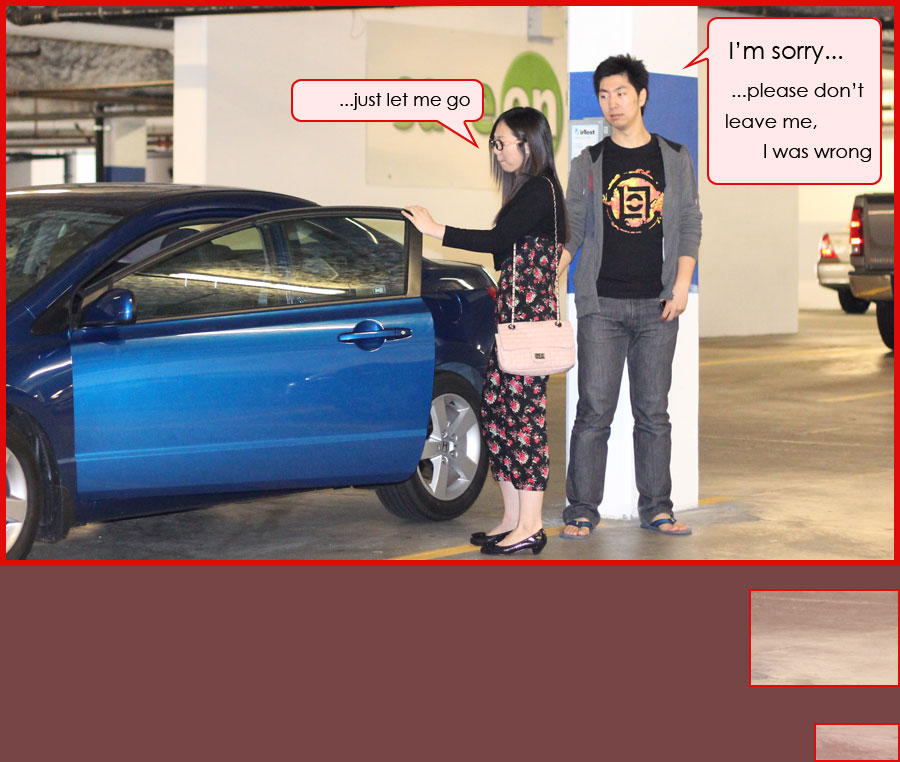 ...just let me go
I'm sorry...
...please don't
leave me,
I was wrong